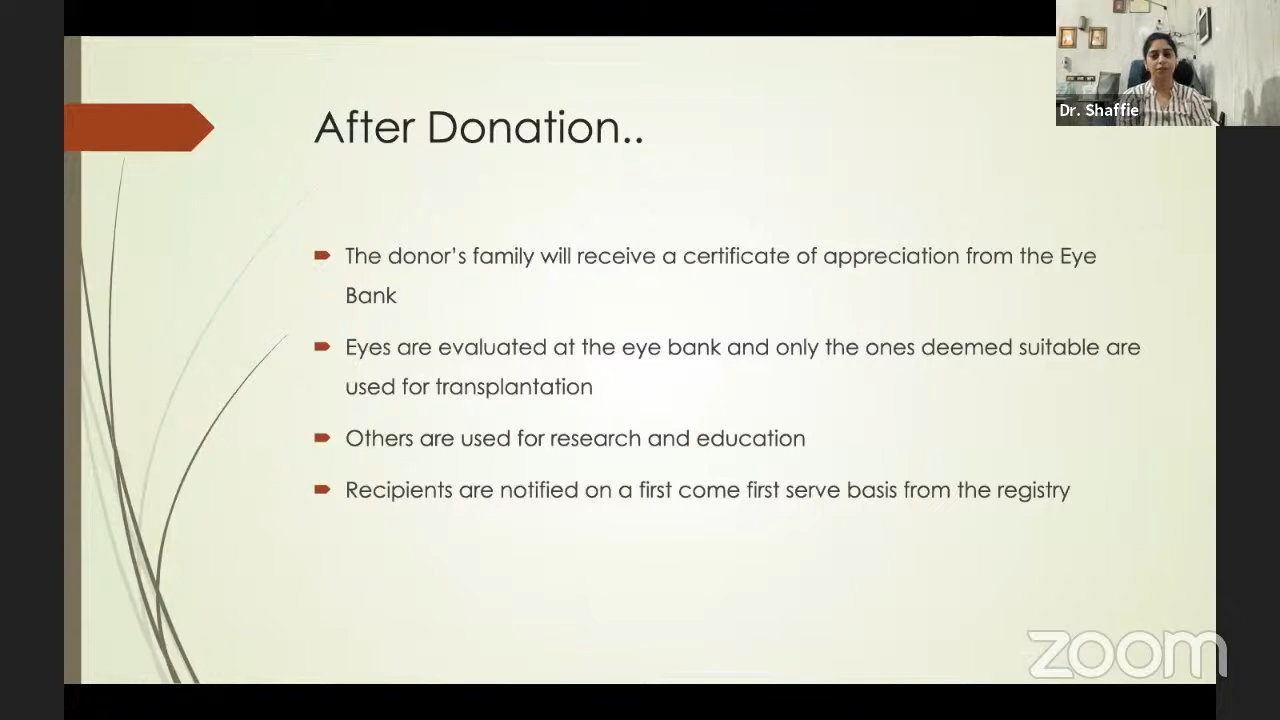 Dr. Shaffie
After Donation..
The donor's family will receive a certificate of appreciation from the Eye
Bank
Eyes are evaluated at the eye bank and only the ones deemed suitable are
used for transplantation
Others are used for research and education
Recipients are notified on a first come first serve basis from the registry
zoom